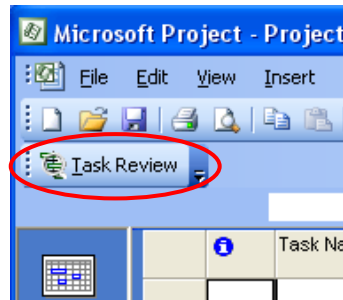 Microsoft Project - Project
File Edit View Insert
Task Review
Task Na